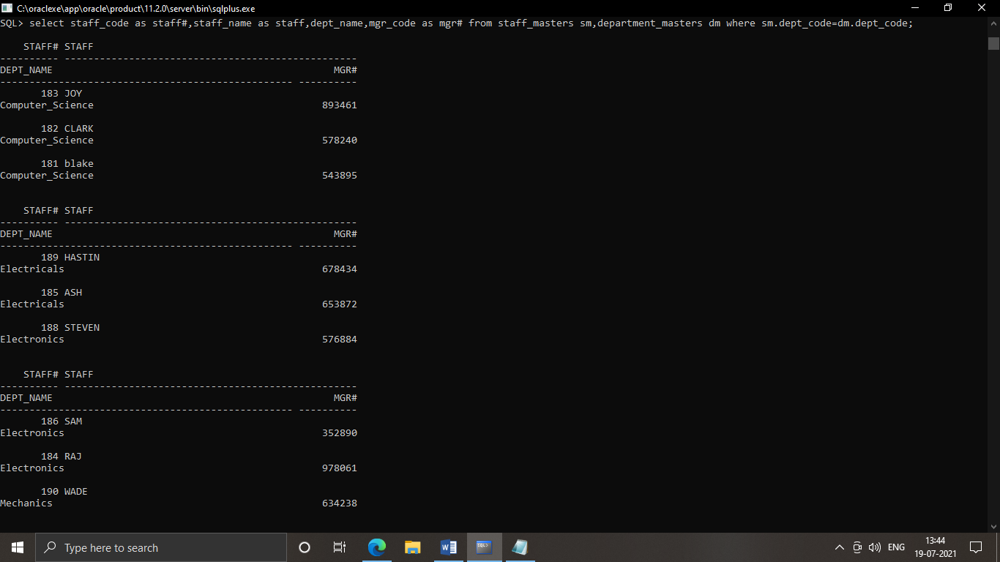 C:\oraclexe\app\oracle\product\11.2.0\server\bin\sqlplus.exe
SQL> select staff_code as staff#,staff_name as staff,dept_name,mgr_code as mgr# from staff_masters sm,department_masters dm where sm.dept_code=dm.dept_code;
STAFF# STAFF
---------- --------------------------------------------------
DEPT_NAME MGR#
-------------------------------------------------- ----------
183 JOY
Computer_Science 893461
182 CLARK
Computer_Science 578240
181 blake
Computer_Science 543895
STAFF# STAFF
---------- --------------------------------------------------
DEPT_NAME MGR#
-------------------------------------------------- ----------
189 HASTIN
Electricals 678434
185 ASH
Electricals 653872
188 STEVEN
Electronics 576884
STAFF# STAFF
---------- --------------------------------------------------
DEPT_NAME MGR#
-------------------------------------------------- ----------
186 SAM
Electronics 352890
184 RAJ
Electronics 978061
190 WADE
Mechanics 634238
Type here to search
ENG
13:44
19-07-2021